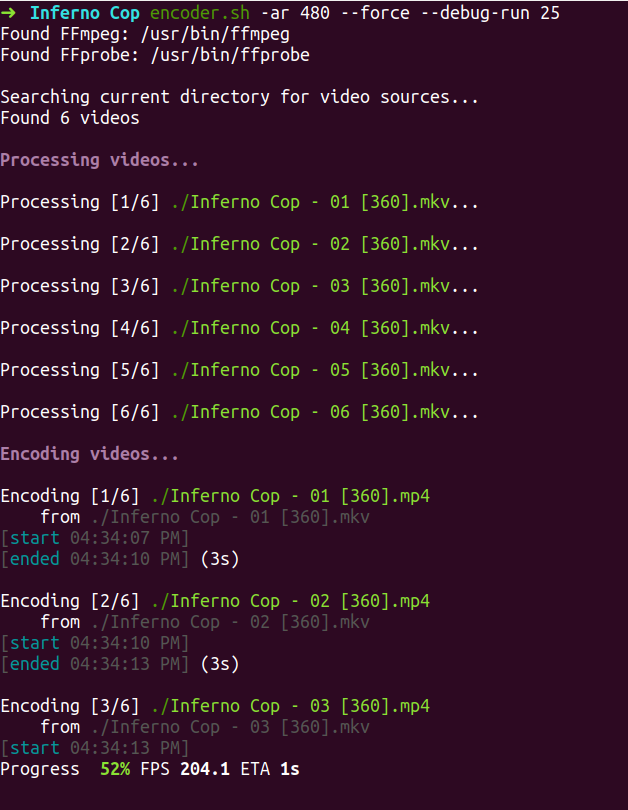 ➜ Inferno Cop encoder.sh -ar 480 --force --debug-run 25
Found FFmpeg: /usr/bin/ffmpeg
Found FFprobe: /usr/bin/ffprobe
Searching current directory for video sources...
Found 6 videos
Processing videos...
Processing [1/6] ./Inferno Cop - 01 [360].mkv...
Processing [2/6] ./Inferno Cop - 02 [360].mkv...
Processing [3/6] ./Inferno Cop - 03 [360].mkv...
Processing [4/6] ./Inferno Cop - 04 [360].mkv...
Processing [5/6] ./Inferno Cop - 05 [360].mkv...
Processing [6/6] ./Inferno Cop - 06 [360].mkv...
Encoding videos...
Encoding [1/6] ./Inferno Cop - 01 [360].mp4
from ./Inferno Cop - 01 [360].mkv
[start 04:34:07 PM]
[ended 04:34:10 PM] (3s)
Encoding [2/6] ./Inferno Cop - 02 [360].mp4
from ./Inferno Cop - 02 [360].mkv
[start 04:34:10 PM]
[ended 04:34:13 PM] (3s)
Encoding [3/6] ./Inferno Cop - 03 [360].mp4
from ./Inferno Cop - 03 [360].mkv
[start 04:34:13 PM]
Progress 52% FPS 204.1 ETA 1s